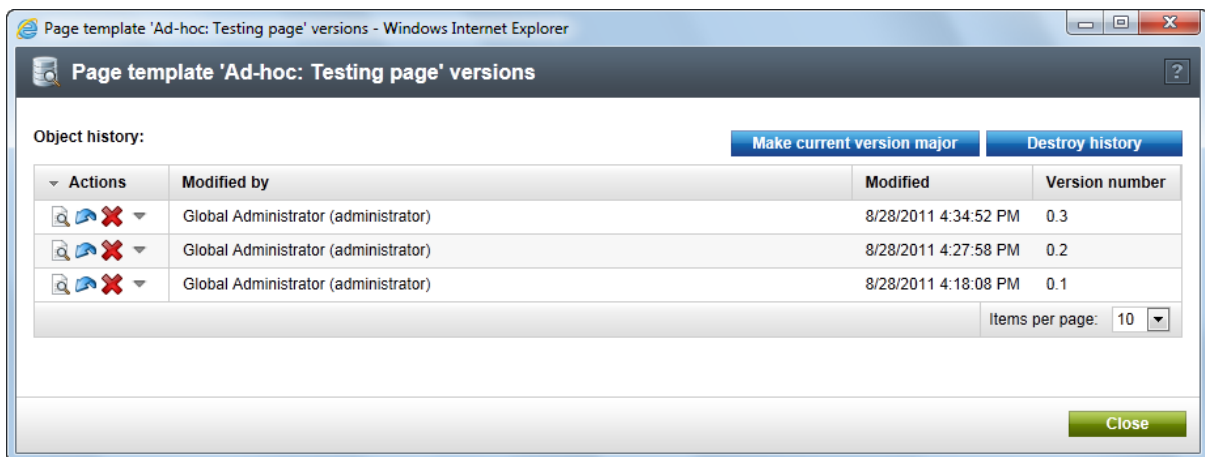 Page template 'Ad-hoc: Testing page' versions - Windows Internet Explorer
Page template 'Ad-hoc: Testing page' versions ?
Object history:
Make current version major Destroy history
Actions Modified by Modified Version number
Global Administrator (administrator) 8/28/2011 4:34:52 PM 0.3
Global Administrator (administrator) 8/28/2011 4:27:58 PM 0.2
Global Administrator (administrator) 8/28/2011 4:18:08 PM 0.1
Items per page: 10
Close